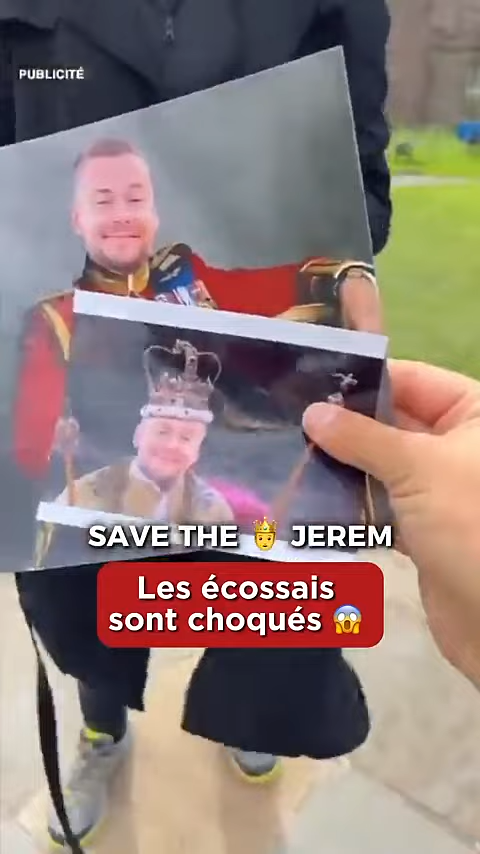 PUBLICITÉ
SAVE THE 🤴 JEREM
Les écossais
sont choqués 😱